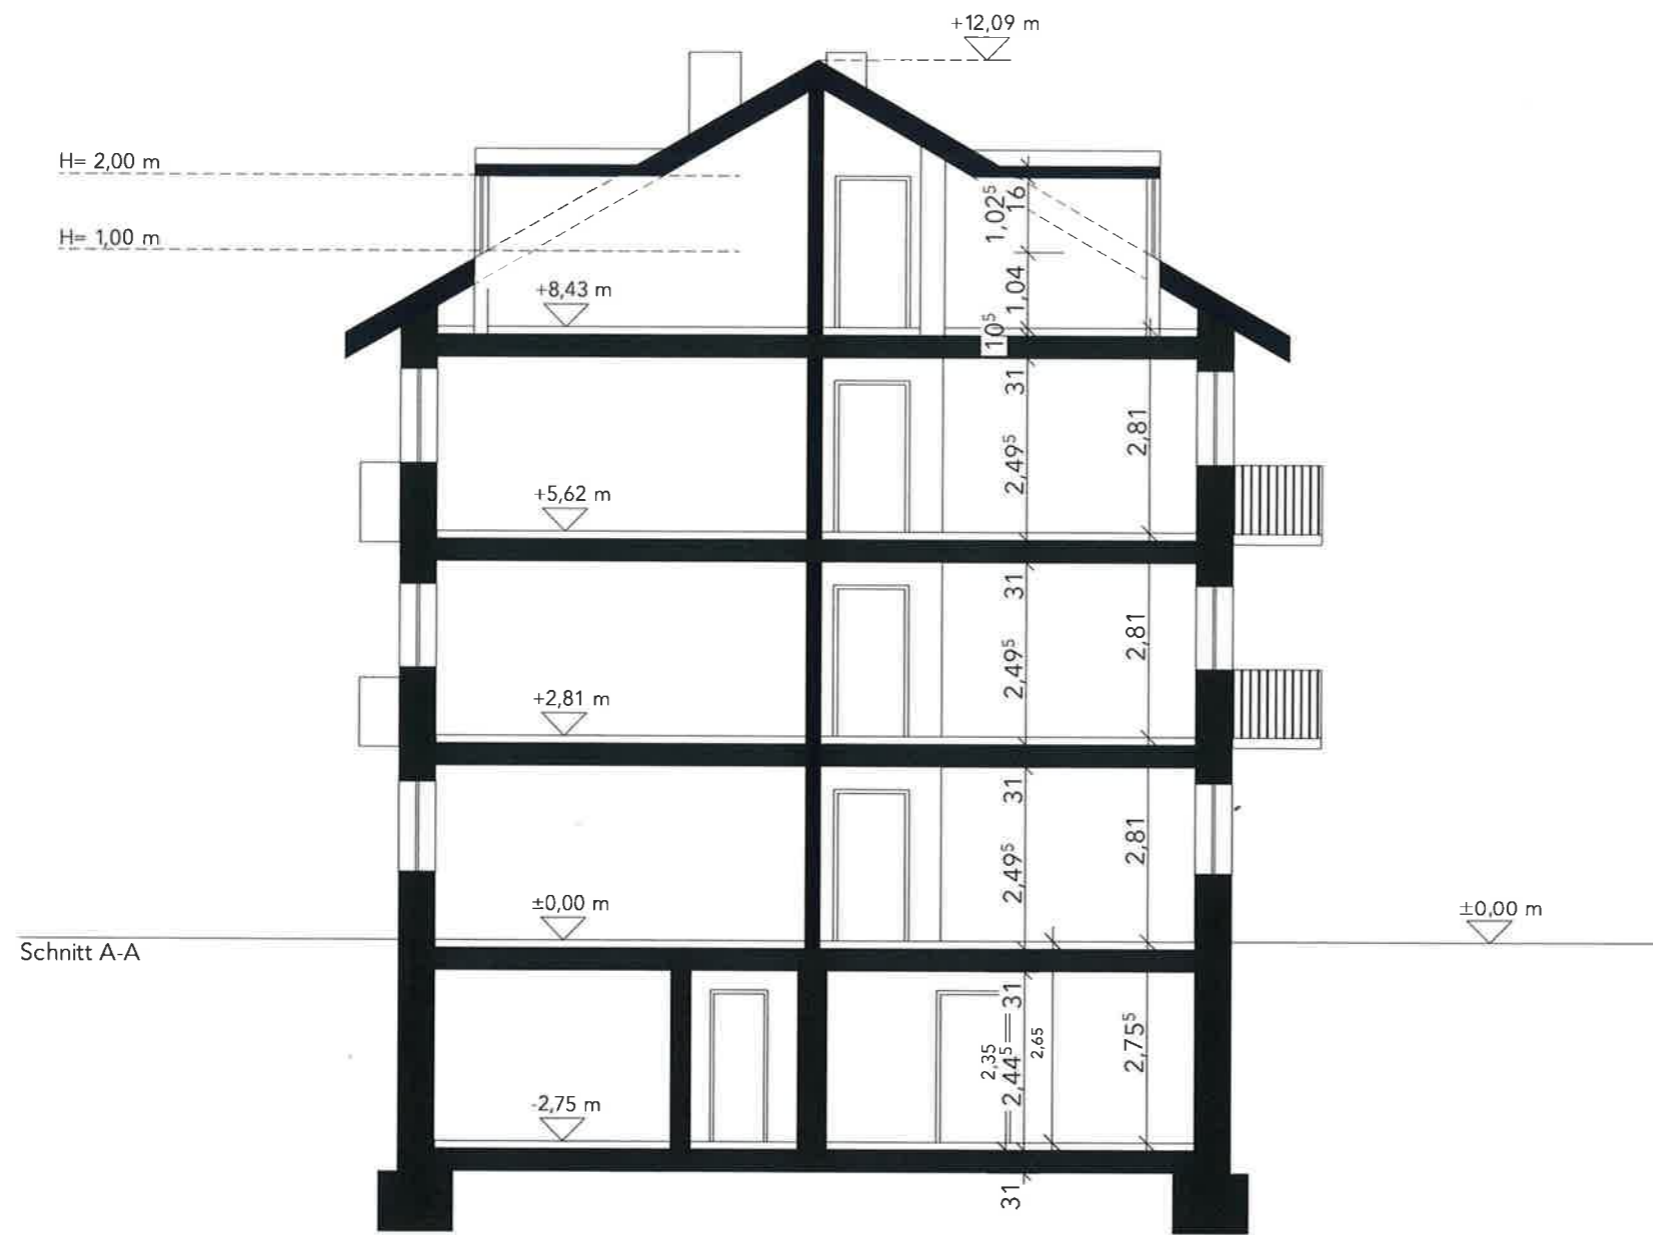 +12,09 m
H= 2,00 m
H= 1,00 m
1,02⁵
16
1,04
+8,43 m
10⁵
31
2,49⁵
2,81
+5,62 m
31
2,49⁵
2,81
+2,81 m
31
2,49⁵
2,81
±0,00 m
±0,00 m
Schnitt A-A
31
2,35
2,44⁵
2,65
2,75⁵
-2,75 m
31